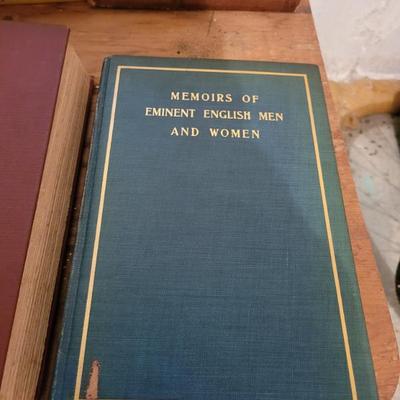 MEMOIRS OF
EMINENT ENGLISH MEN
AND WOMEN